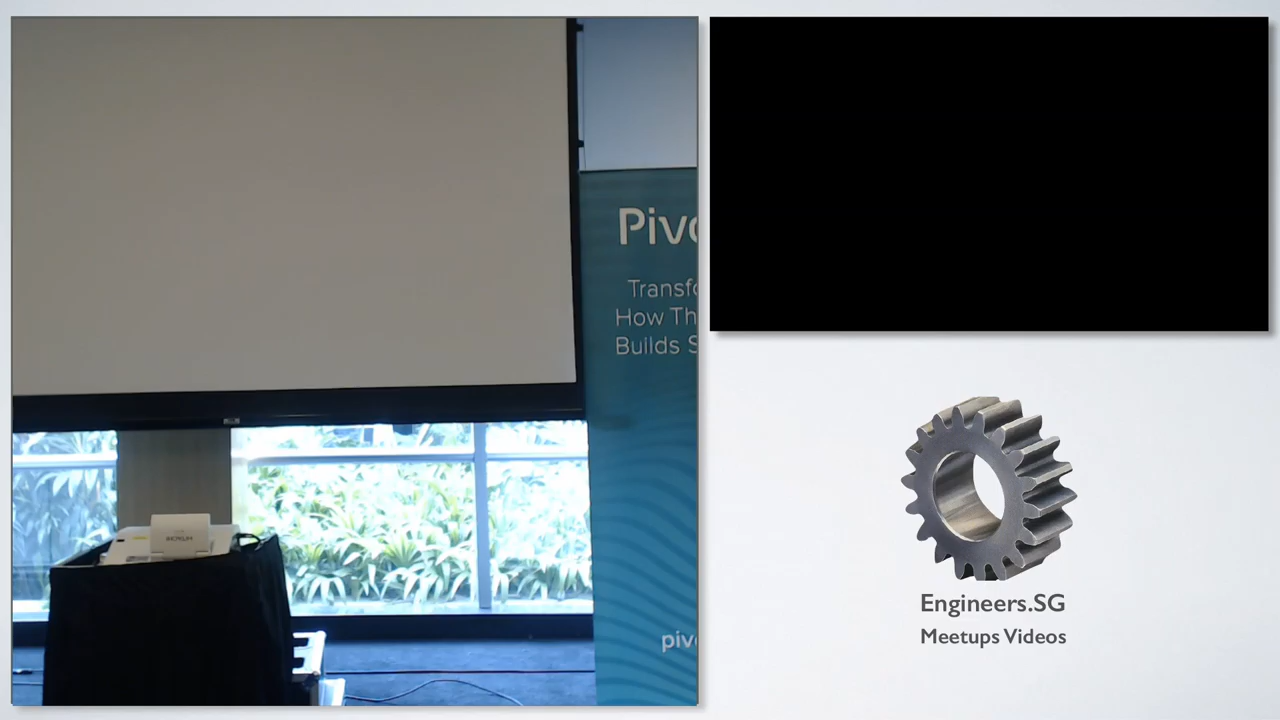 Pivo
Transfo
How Th
Builds S
pivo
Engineers.SG
Meetups Videos